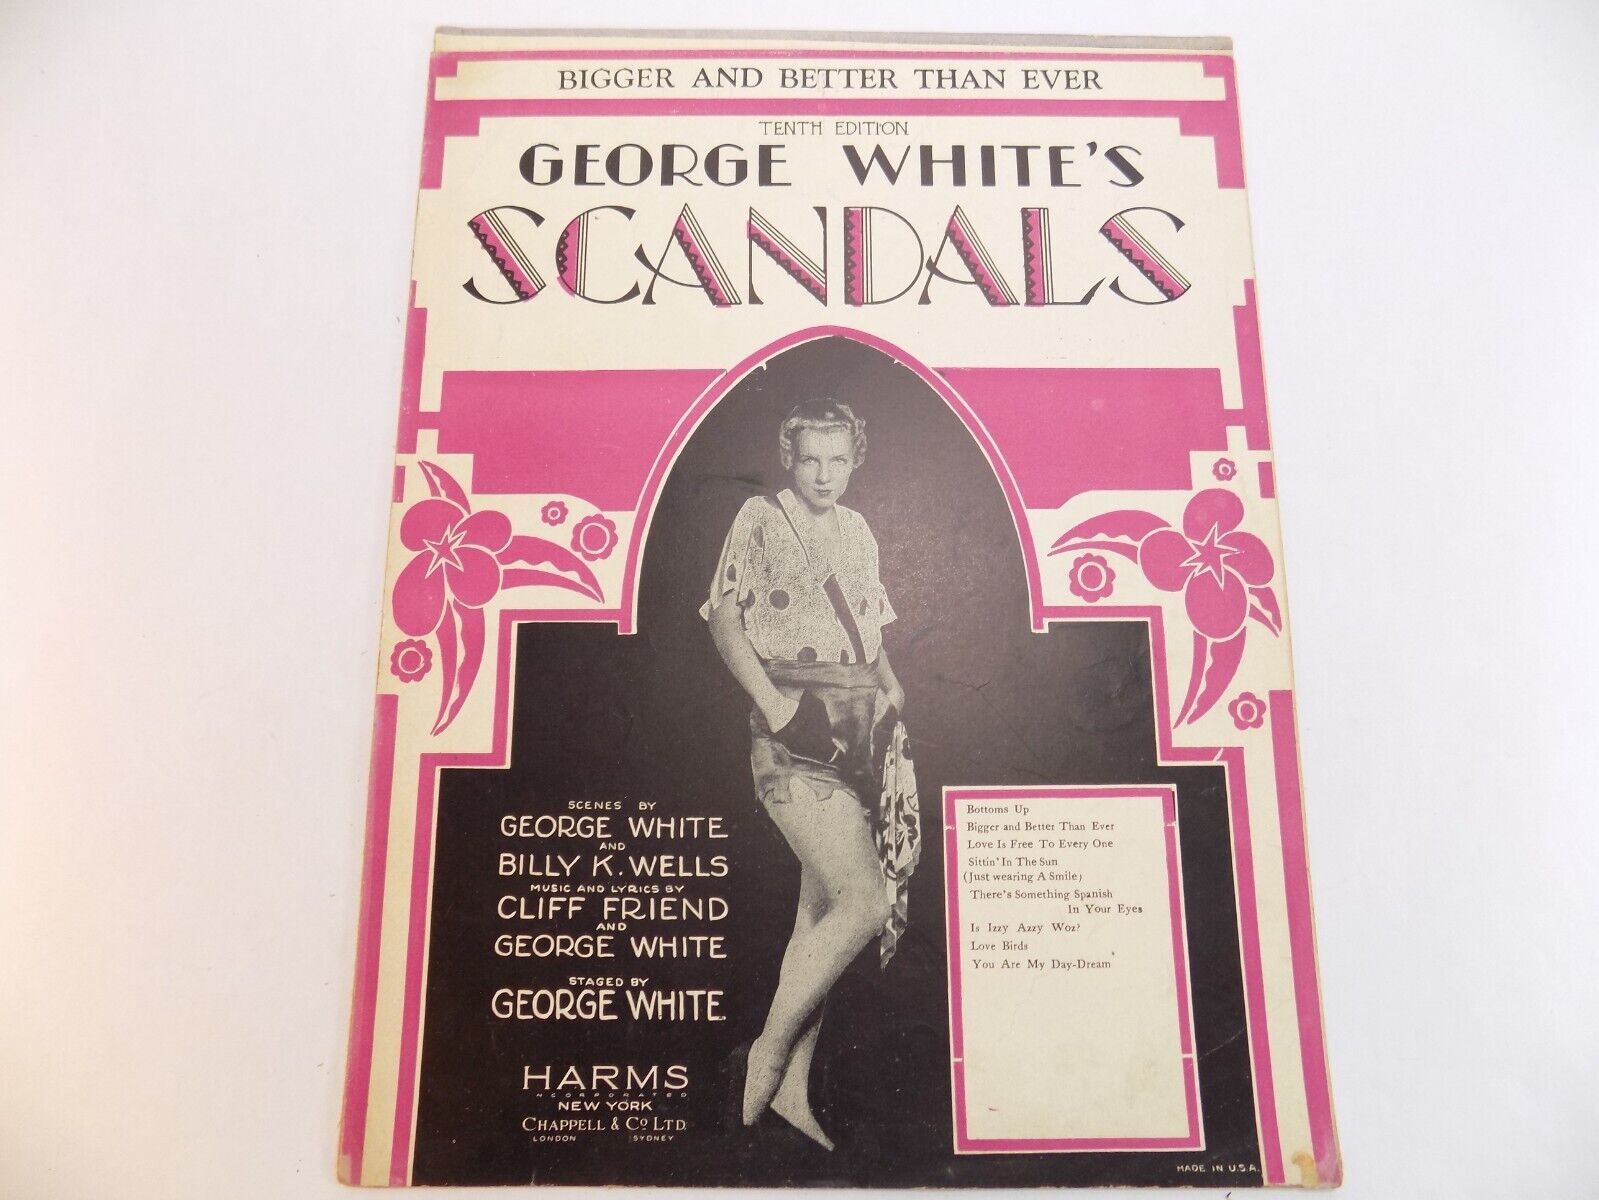 BIGGER AND BETTER THAN EVER
TENTH EDITION
GEORGE WHITE'S
SCANDALS
SCENES BY
GEORGE WHITE
AND
BILLY K. WELLS
MUSIC AND LYRICS BY
CLIFF FRIEND
AND
GEORGE WHITE
STAGED BY
GEORGE WHITE
HARMS
INCORPORATED
NEW YORK
CHAPPELL & CO LTD
LONDON SYDNEY
Bottoms Up
Bigger and Better Than Ever
Love Is Free To Every One
Sittin' In The Sun
(Just wearing A Smile)
There's Something Spanish
In Your Eyes
Is Izzy Azzy Woz?
Love Birds
You Are My Day-Dream
MADE IN U.S.A.